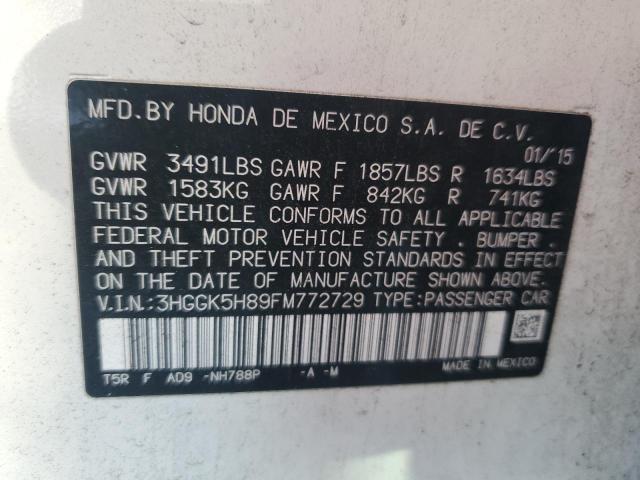 MFD.BY HONDA DE MEXICO S.A. DE C.V.
01/'15
GVWR 3491LBS GAWR F 1857LBS R 1634LBS
GVWR 1583KG GAWR F 842KG R 741KG
THIS VEHICLE CONFORMS TO ALL APPLICABLE
FEDERAL MOTOR VEHICLE SAFETY . BUMPER .
AND THEFT PREVENTION STANDARDS IN EFFECT
ON THE DATE OF MANUFACTURE SHOWN ABOVE.
V.I.N.:3HGGK5H89FM772729 TYPE:PASSENGER CAR
T5R F AD9 -NH788P -A -M
MADE IN MEXICO